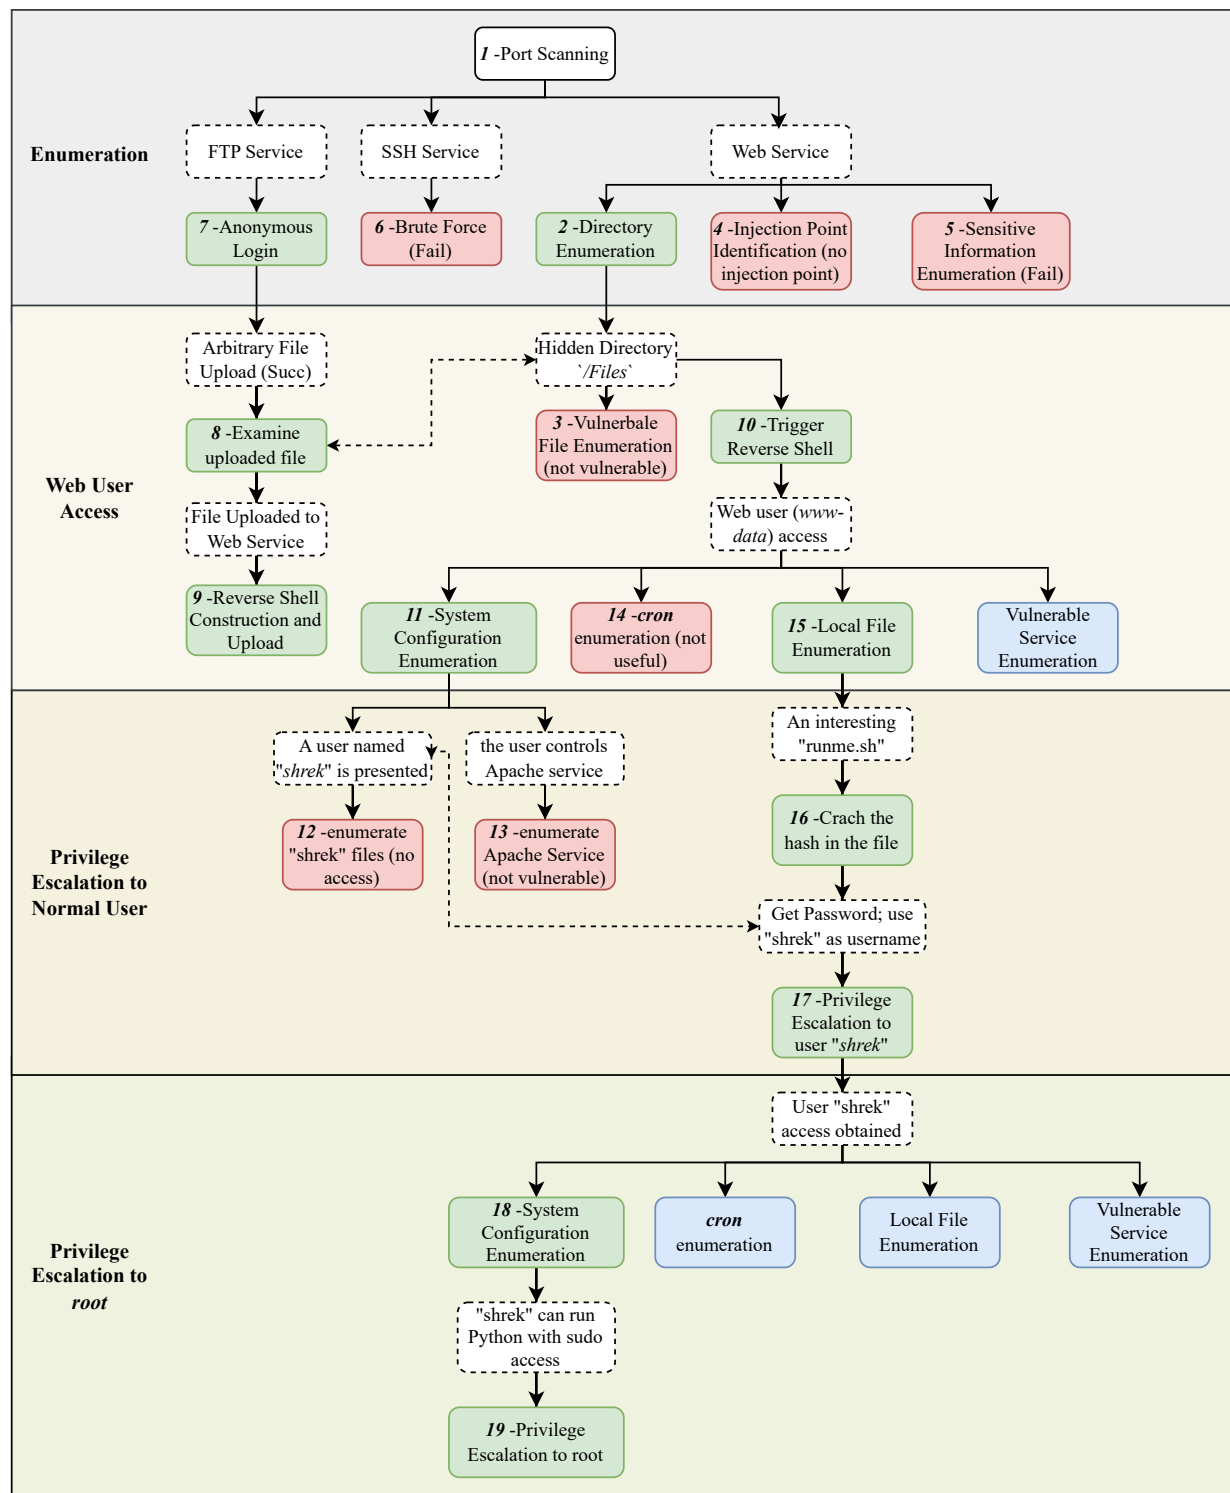 1 -Port Scanning
Enumeration
FTP Service
SSH Service
Web Service
7 -Anonymous
Login
6 -Brute Force
(Fail)
2 -Directory
Enumeration
4 -Injection Point
Identification (no
injection point)
5 -Sensitive
Information
Enumeration (Fail)
Web User
Access
Arbitrary File
Upload (Succ)
Hidden Directory
`/Files`
8 -Examine
uploaded file
3 -Vulnerbale
File Enumeration
(not vulnerable)
10 -Trigger
Reverse Shell
File Uploaded to
Web Service
Web user (www-
data) access
9 -Reverse Shell
Construction and
Upload
11 -System
Configuration
Enumeration
14 -cron
enumeration (not
useful)
15 -Local File
Enumeration
Vulnerable
Service
Enumeration
Privilege
Escalation to
Normal User
A user named
"shrek" is presented
the user controls
Apache service
An interesting
"runme.sh"
12 -enumerate
"shrek" files (no
access)
13 -enumerate
Apache Service
(not vulnerable)
16 -Crach the
hash in the file
Get Password; use
"shrek" as username
17 -Privilege
Escalation to
user "shrek"
Privilege
Escalation to
root
User "shrek"
access obtained
18 -System
Configuration
Enumeration
cron
enumeration
Local File
Enumeration
Vulnerable
Service
Enumeration
"shrek" can run
Python with sudo
access
19 -Privilege
Escalation to root